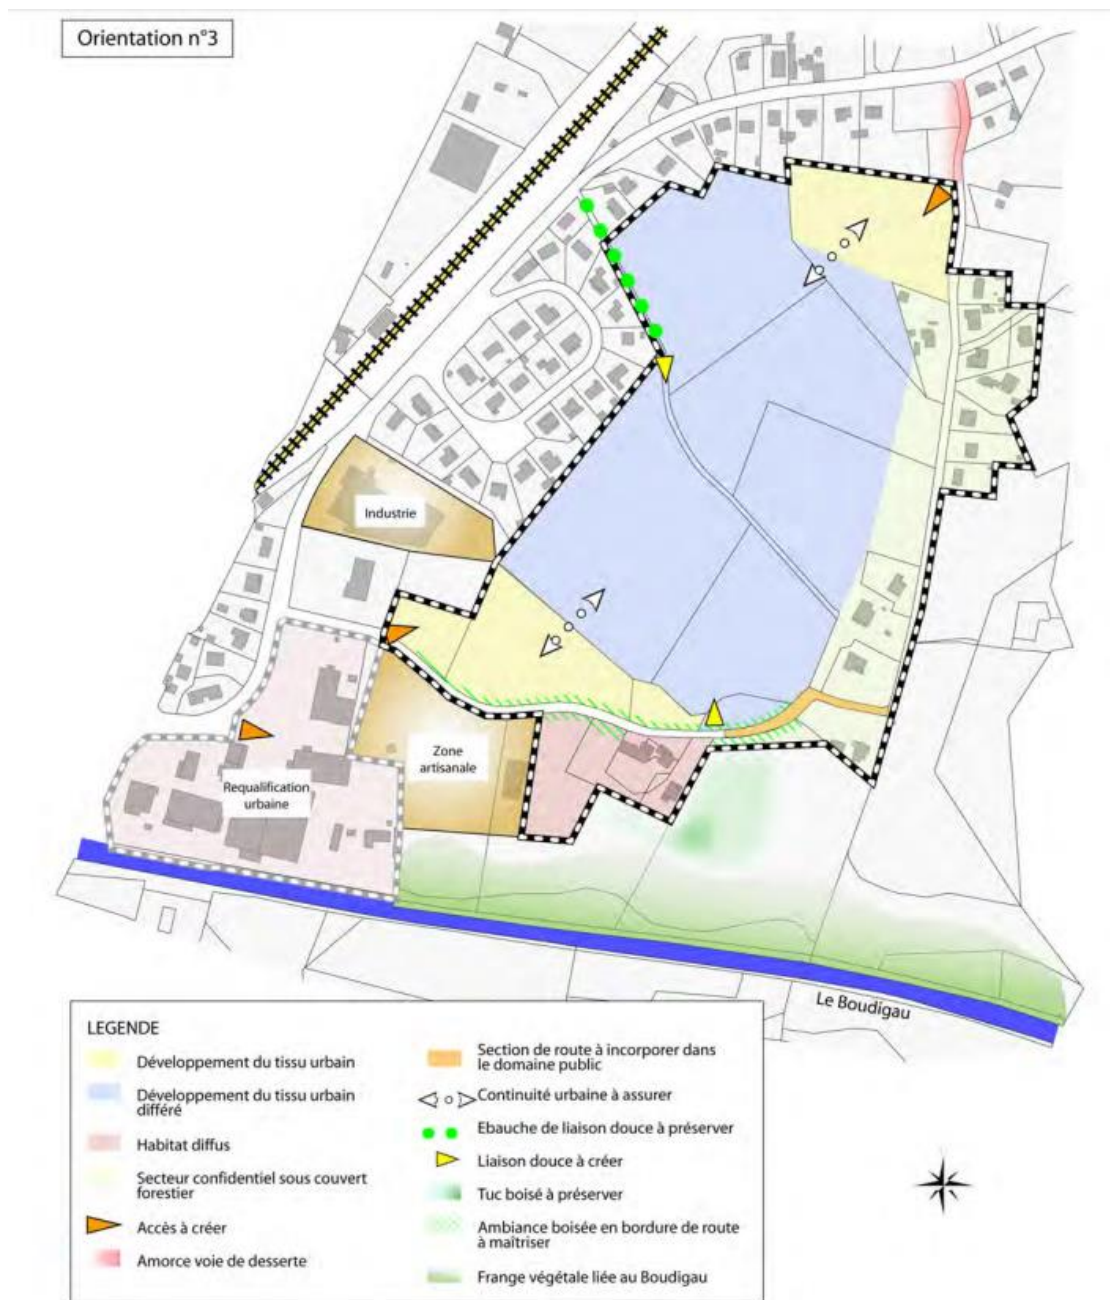 Orientation n°3
Industrie
Zone
artisanale
Requalification
urbaine
Le Boudigau
LEGENDE
Développement du tissu urbain
Développement du tissu urbain
différé
Habitat diffus
Secteur confidentiel sous couvert
forestier
Accès à créer
Amorce voie de desserte
Section de route à incorporer dans
le domaine public
Continuité urbaine à assurer
Ebauche de liaison douce à préserver
Liaison douce à créer
Tuc boisé à préserver
Ambiance boisée en bordure de route
à maîtriser
Frange végétale liée au Boudigau